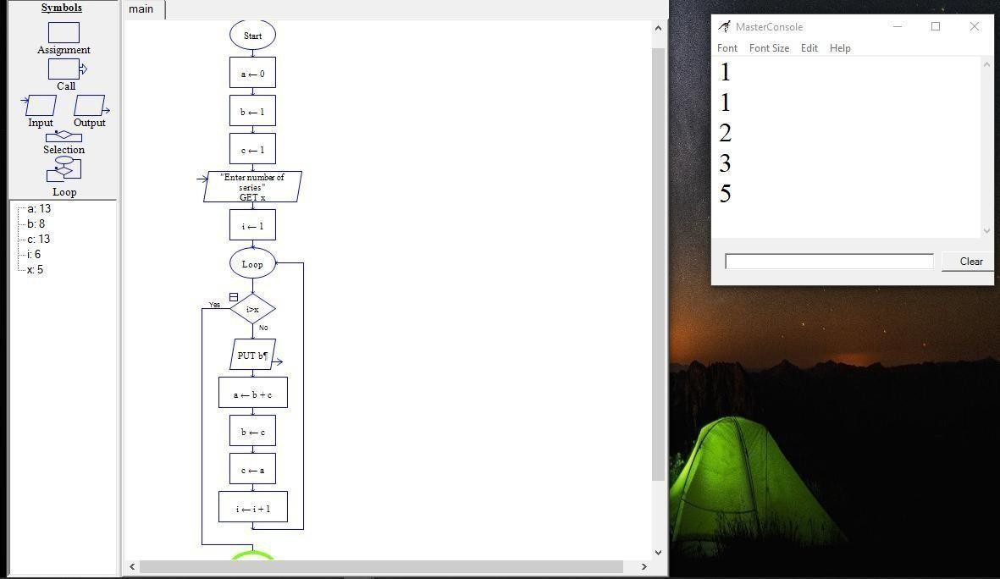 Symbols
Assignment
Call
Input
Output
Selection
Loop
a: 13
b: 8
c: 13
i: 6
x: 5
main
Start
a ← 0
b ← 1
c ← 1
"Enter number of
series"
GET x
i ← 1
Loop
Yes
i>x
No
PUT b¶
a ← b + c
b ← c
c ← a
i ← i + 1
MasterConsole
Font Font Size Edit Help
1
1
2
3
5
Clear